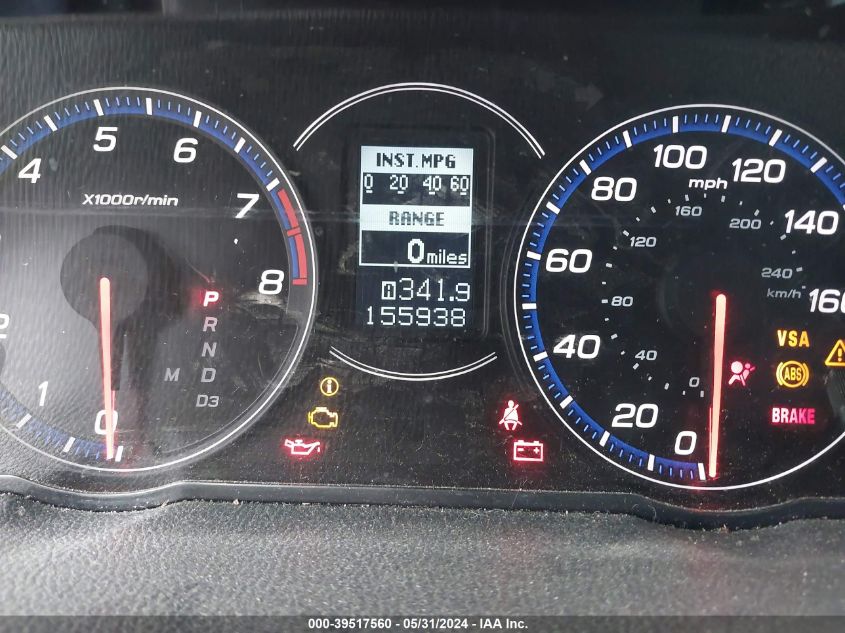 4 5 6 7 8
X1000r/min
2 1 0
P
R
N
M D
D3
INST.MPG
0 20 40 60
RANGE
0 miles
A 341.9
155938
0 20 40 60 80 100 120 140 160
mph
0 40 80 120 160 200 240
km/h
VSA
ABS
BRAKE
000-39517560 - 05/31/2024 - IAA Inc.